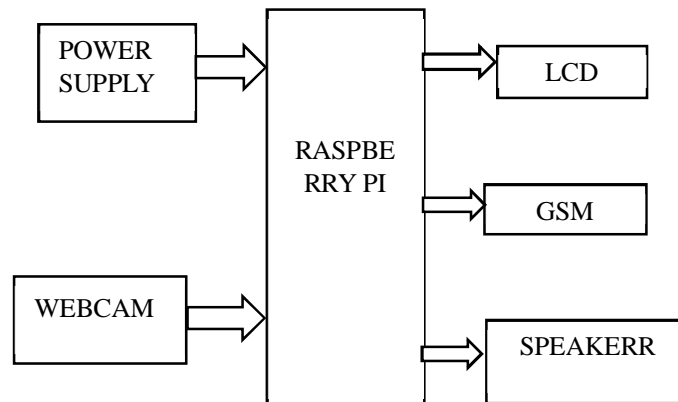 POWER
SUPPLY
LCD
RASPBE
RRY PI
GSM
WEBCAM
SPEAKERR